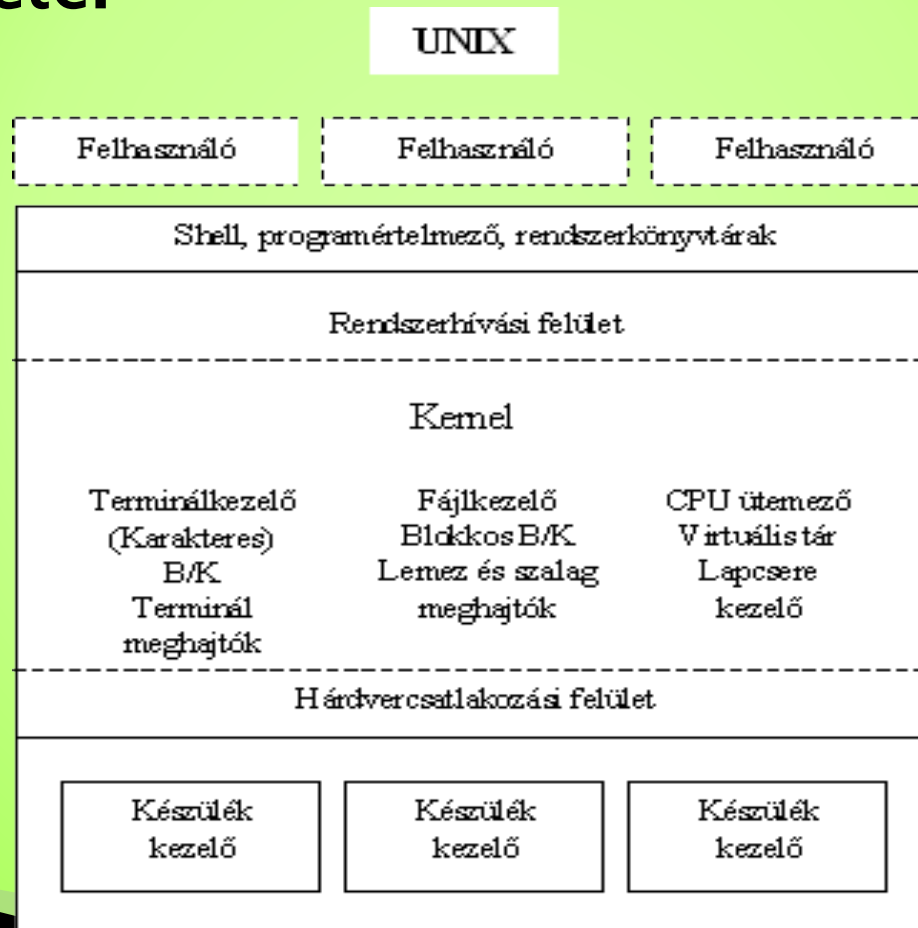 UNIX
Felhasználó Felhasználó Felhasználó
Shell, programértelmező, rendszerkönyvtárak
Rendszerhívási felület
Kernel
Terminálkezelő
(Karakteres)
B/K
Terminál
meghajtók
Fájlkezelő
Blokkos B/K
Lemez és szalag
meghajtók
CPU ütemező
Virtuális tár
Lapcsere
kezelő
Hárdvercsatlakozási felület
Készülék
kezelő
Készülék
kezelő
Készülék
kezelő